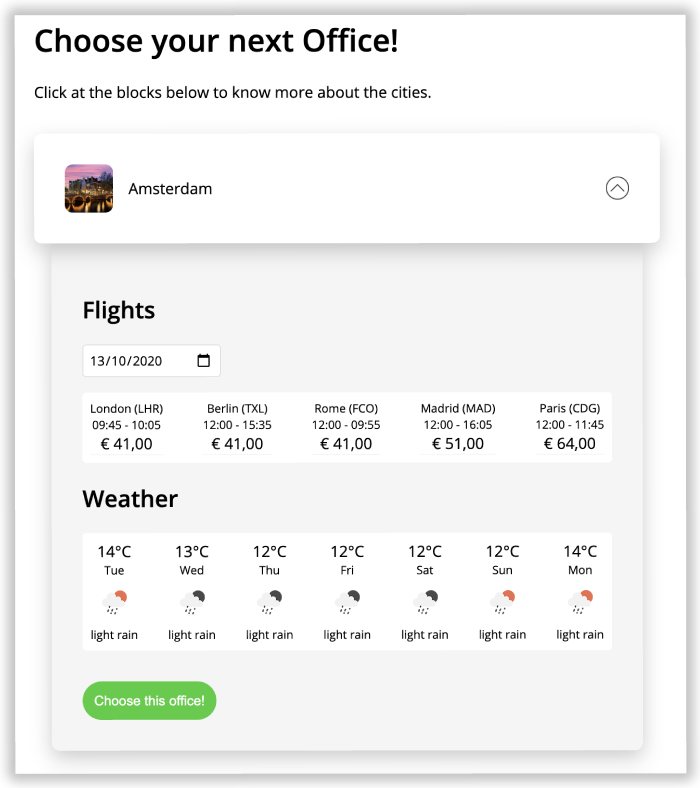 Choose your next Office!
Click at the blocks below to know more about the cities.
Amsterdam
Flights
13/10/2020
London (LHR) Berlin (TXL) Rome (FCO) Madrid (MAD) Paris (CDG)
09:45 - 10:05 12:00 - 15:35 12:00 - 09:55 12:00 - 16:05 12:00 - 11:45
€ 41,00 € 41,00 € 41,00 € 51,00 € 64,00
Weather
14°C 13°C 12°C 12°C 12°C 12°C 14°C
Tue Wed Thu Fri Sat Sun Mon
light rain light rain light rain light rain light rain light rain light rain
Choose this office!